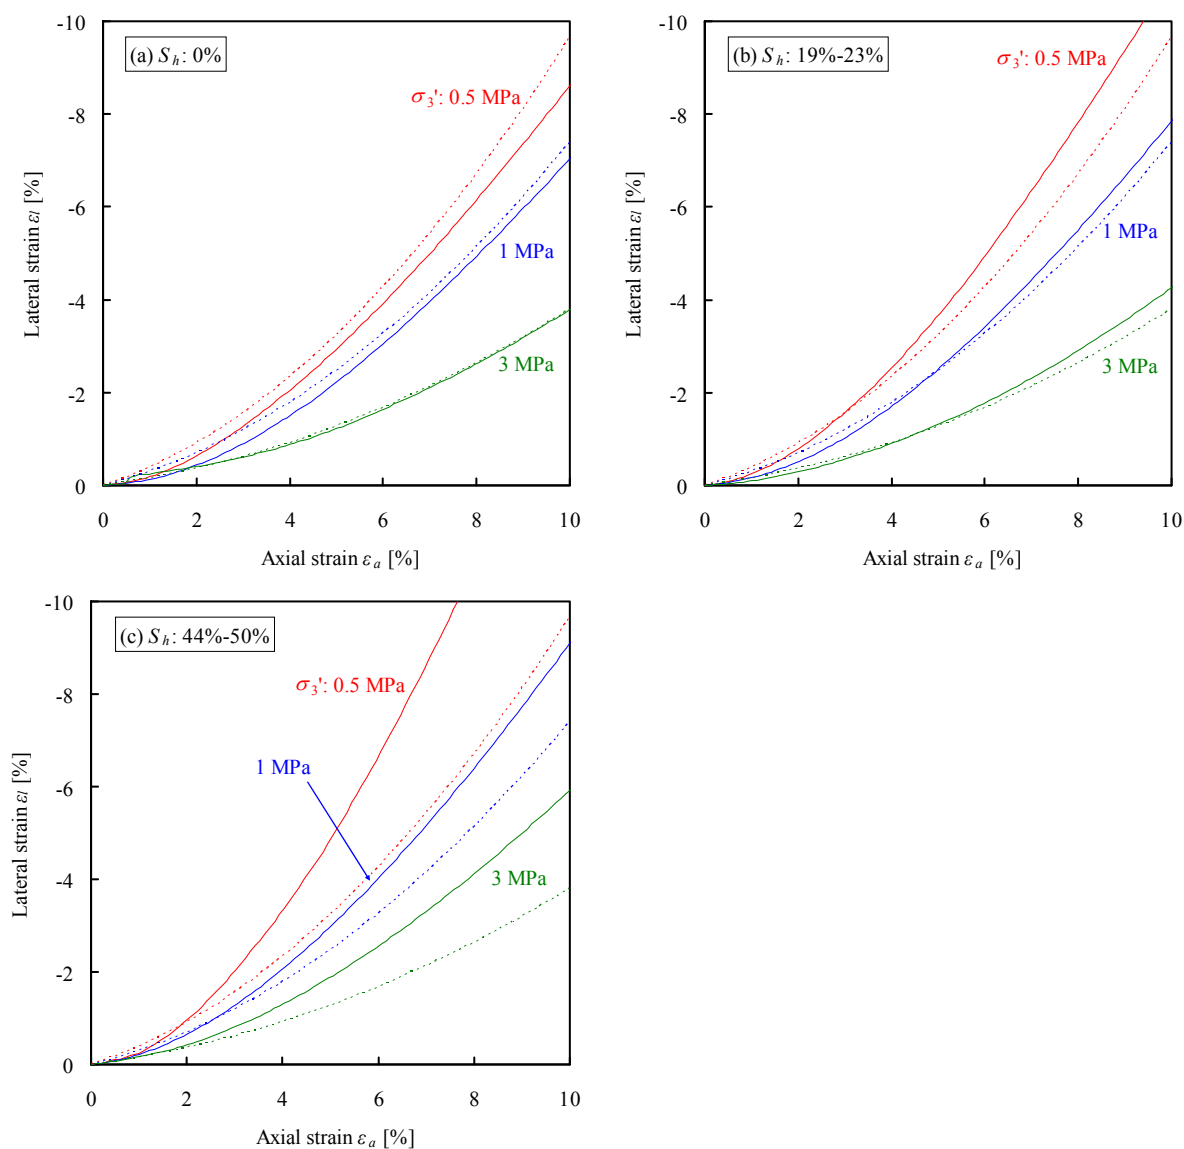 (a) S h: 0%
σ3': 0.5 MPa
1 MPa
3 MPa
-10
-8
-6
-4
-2
0
0 2 4 6 8 10
Lateral strain εl [%]
Axial strain εa [%]
(b) S h: 19%-23%
σ3': 0.5 MPa
1 MPa
3 MPa
-10
-8
-6
-4
-2
0
0 2 4 6 8 10
Lateral strain εl [%]
Axial strain εa [%]
(c) S h: 44%-50%
σ3': 0.5 MPa
1 MPa
3 MPa
-10
-8
-6
-4
-2
0
0 2 4 6 8 10
Lateral strain εl [%]
Axial strain εa [%]